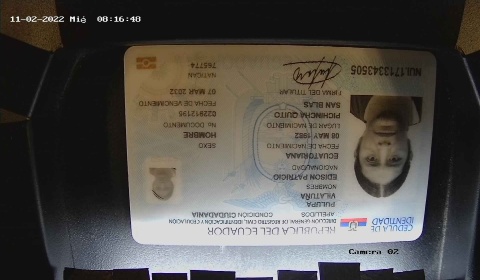 11-02-2022 Mié 08:16:48
CÉDULA DE
IDENTIDAD
REPÚBLICA DEL ECUADOR
DIRECCIÓN GENERAL DE REGISTRO CIVIL, IDENTIFICACIÓN Y CEDULACIÓN
CONDICIÓN CIUDADANÍA
APELLIDOS
VILATUÑA
NOMBRES
EDISON PATRICIO
NACIONALIDAD
ECUATORIANA
FECHA DE NACIMIENTO
08 MAY 1982
LUGAR DE NACIMIENTO
PICHINCHA QUITO
SAN BLAS
FIRMA DEL TITULAR
SEXO
HOMBRE
No. DOCUMENTO
022912195
FECHA DE VENCIMIENTO
07 MAR 2032
NAT/CAN
765774
NUI.1713343505
Camera 02